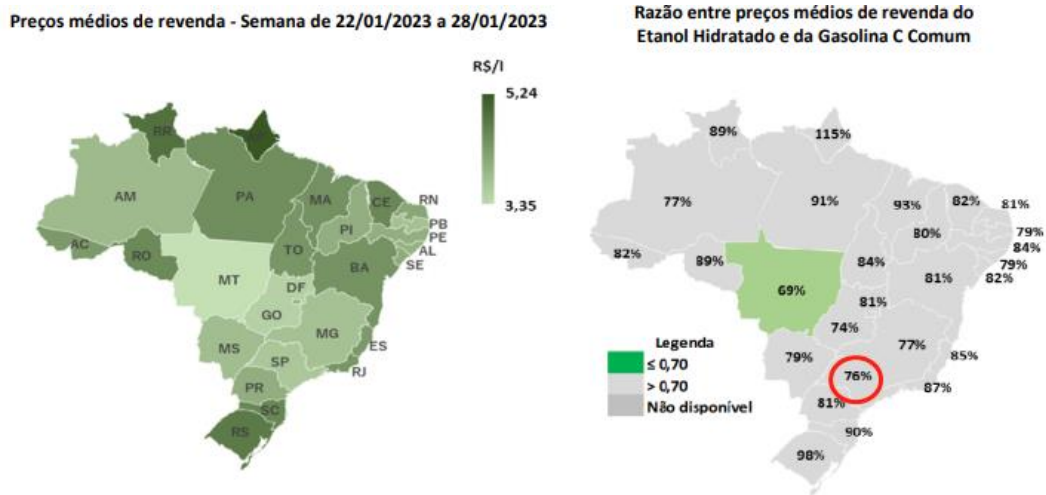 Preços médios de revenda - Semana de 22/01/2023 a 28/01/2023
R$/l
5,24
3,35
RR
AM
PA
MA
CE
RN
PB
PE
AL
SE
PI
AC
RO
TO
BA
MT
DF
GO
MG
ES
MS
SP
RJ
PR
SC
RS
Razão entre preços médios de revenda do
Etanol Hidratado e da Gasolina C Comum
89%
115%
77%
91%
93%
82%
81%
80%
79%
84%
79%
82%
82%
89%
84%
81%
69%
81%
74%
77%
79%
85%
76%
87%
81%
90%
98%
Legenda
≤ 0,70
> 0,70
Não disponível